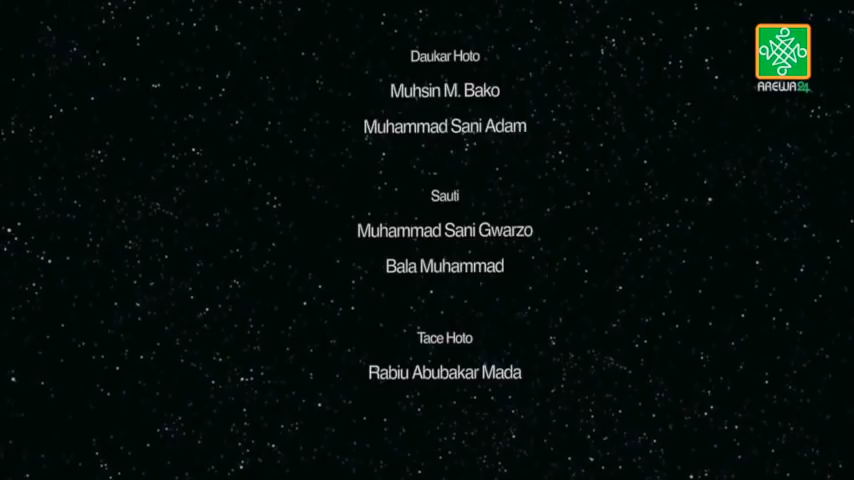 Daukar Hoto
Muhsin M. Bako
Muhammad Sani Adam
Sauti
Muhammad Sani Gwarzo
Bala Muhammad
Tace Hoto
Rabiu Abubakar Mada
AREWA24